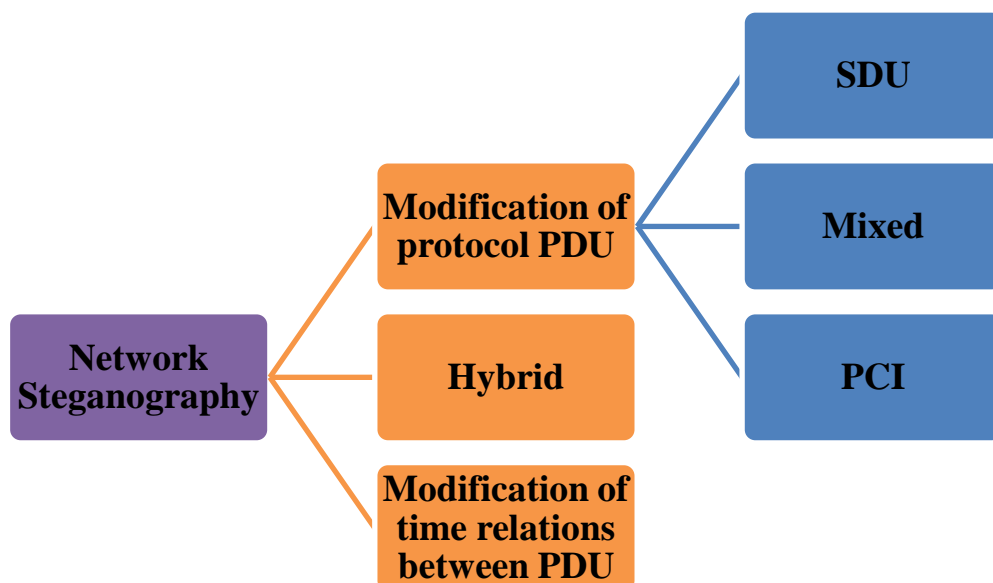 SDU
Modification of
protocol PDU
Mixed
Network
Steganography
Hybrid
PCI
Modification of
time relations
between PDU